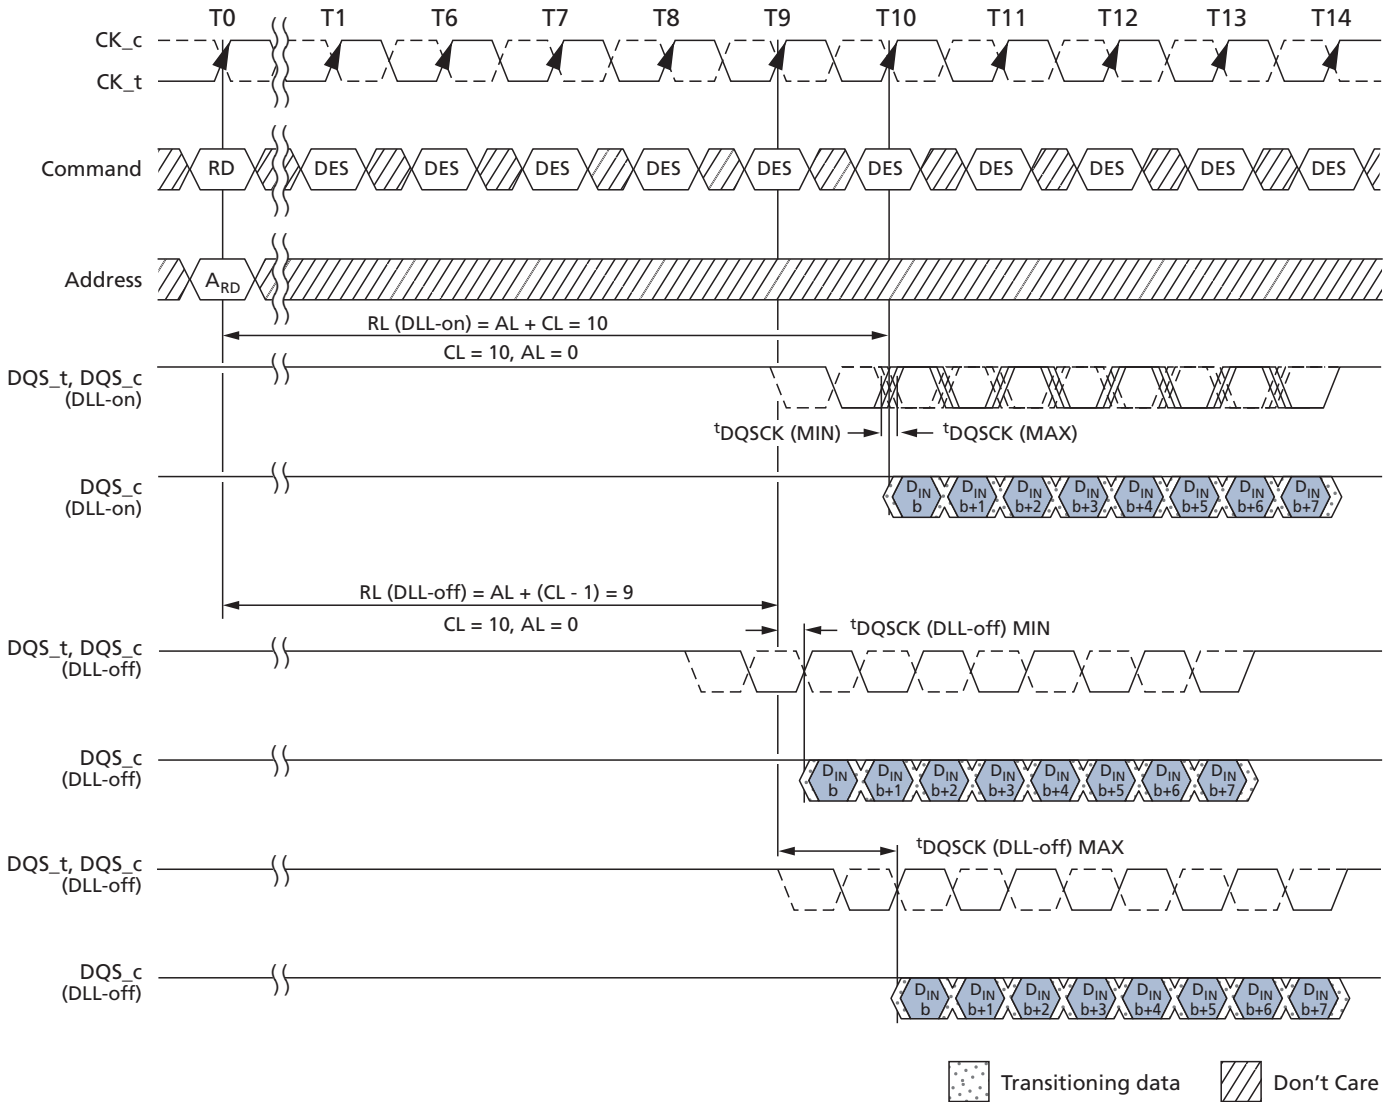 T0 T1 T6 T7 T8 T9 T10 T11 T12 T13 T14
CK_c
CK_t
Command RD DES DES DES DES DES DES DES DES DES DES
Address A_RD
RL (DLL-on) = AL + CL = 10
CL = 10, AL = 0
DQS_t, DQS_c
(DLL-on)
tDQSCK (MIN) tDQSCK (MAX)
DQS_c
(DLL-on)
DIN b DIN b+1 DIN b+2 DIN b+3 DIN b+4 DIN b+5 DIN b+6 DIN b+7
RL (DLL-off) = AL + (CL - 1) = 9
CL = 10, AL = 0
tDQSCK (DLL-off) MIN
DQS_t, DQS_c
(DLL-off)
DQS_c
(DLL-off)
DIN b DIN b+1 DIN b+2 DIN b+3 DIN b+4 DIN b+5 DIN b+6 DIN b+7
tDQSCK (DLL-off) MAX
DQS_t, DQS_c
(DLL-off)
DQS_c
(DLL-off)
DIN b DIN b+1 DIN b+2 DIN b+3 DIN b+4 DIN b+5 DIN b+6 DIN b+7
Transitioning data Don't Care